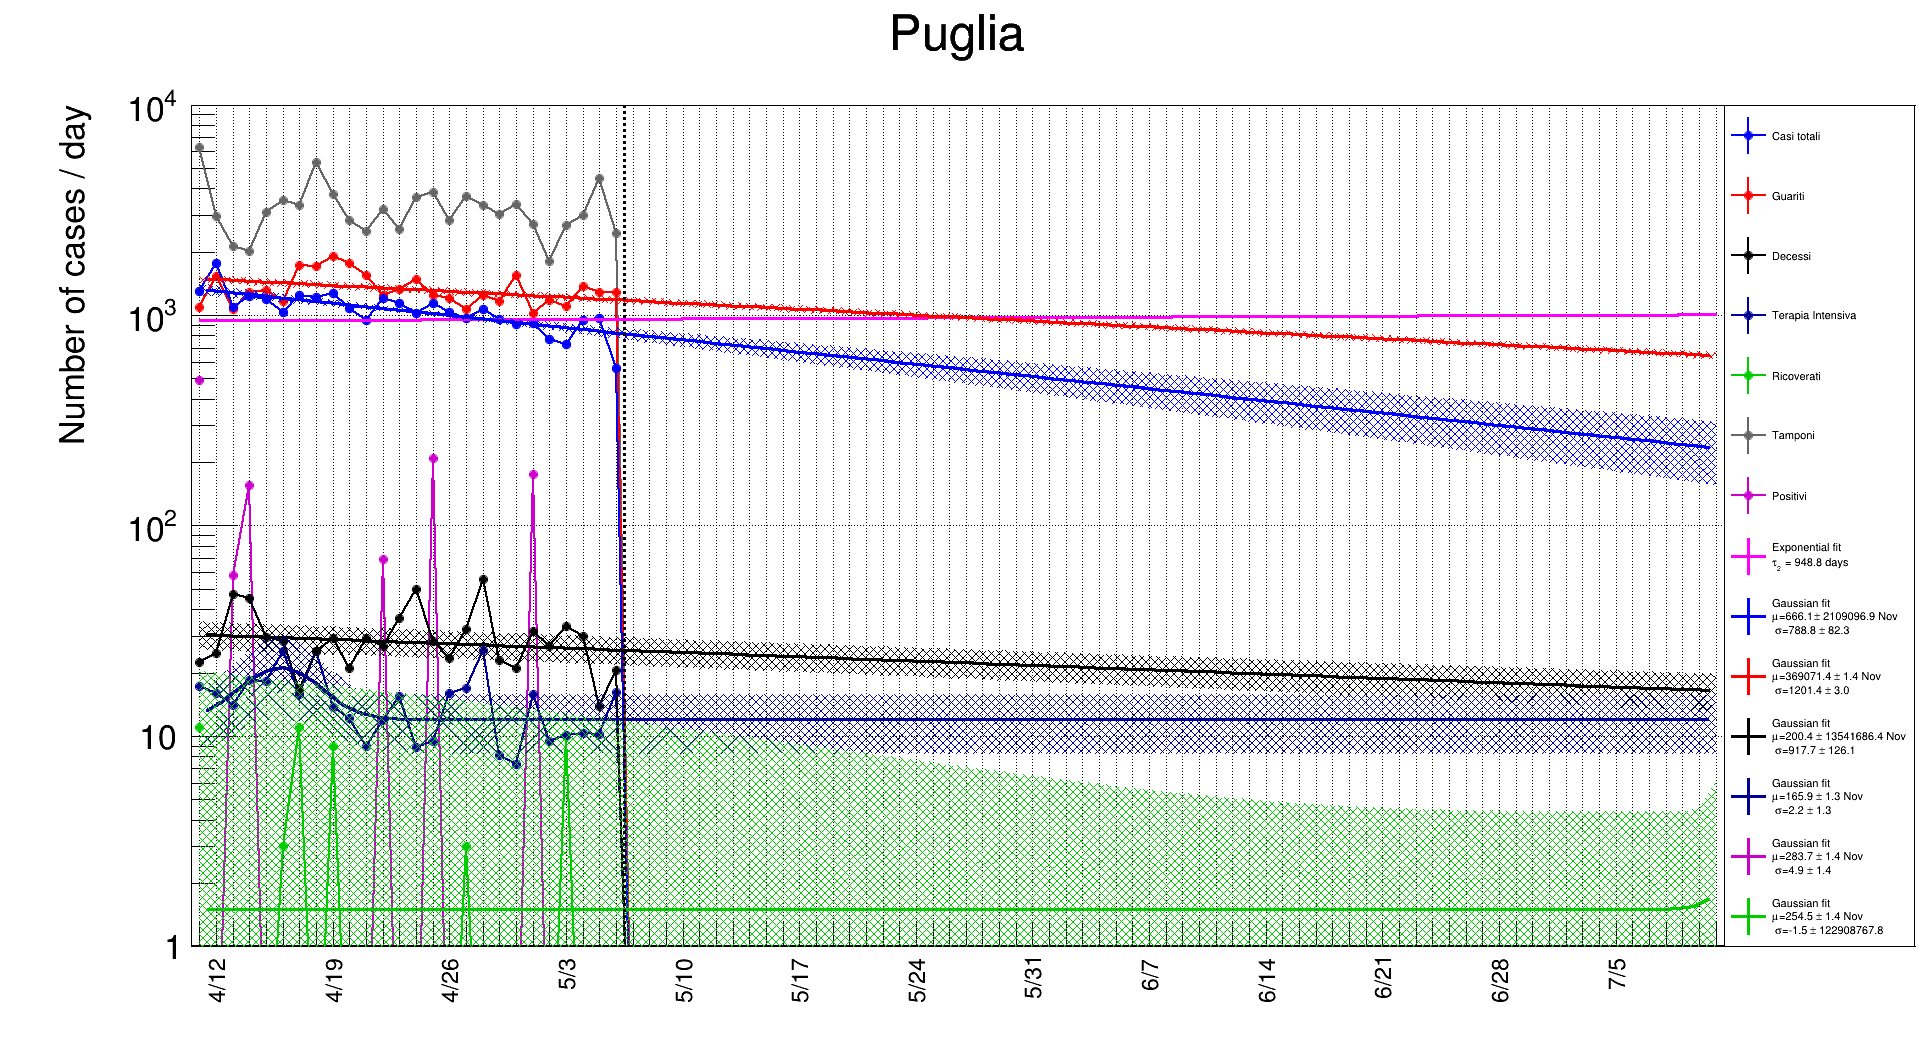 Puglia
Number of cases / day
10^4
10^3
10^2
10
1
4/12
4/19
4/26
5/3
5/10
5/17
5/24
5/31
6/7
6/14
6/21
6/28
7/5
Casi totali
Guariti
Decessi
Terapia Intensiva
Ricoverati
Tamponi
Positivi
Exponential fit
τ_2 = 948.8 days
Gaussian fit
μ=666.1 ± 2109096.9 Nov
σ=788.8 ± 82.3
Gaussian fit
μ=369071.4 ± 1.4 Nov
σ=1201.4 ± 3.0
Gaussian fit
μ=200.4 ± 13541686.4 Nov
σ=917.7 ± 126.1
Gaussian fit
μ=165.9 ± 1.3 Nov
σ=2.2 ± 1.3
Gaussian fit
μ=283.7 ± 1.4 Nov
σ=4.9 ± 1.4
Gaussian fit
μ=254.5 ± 1.4 Nov
σ=-1.5 ± 122908767.8